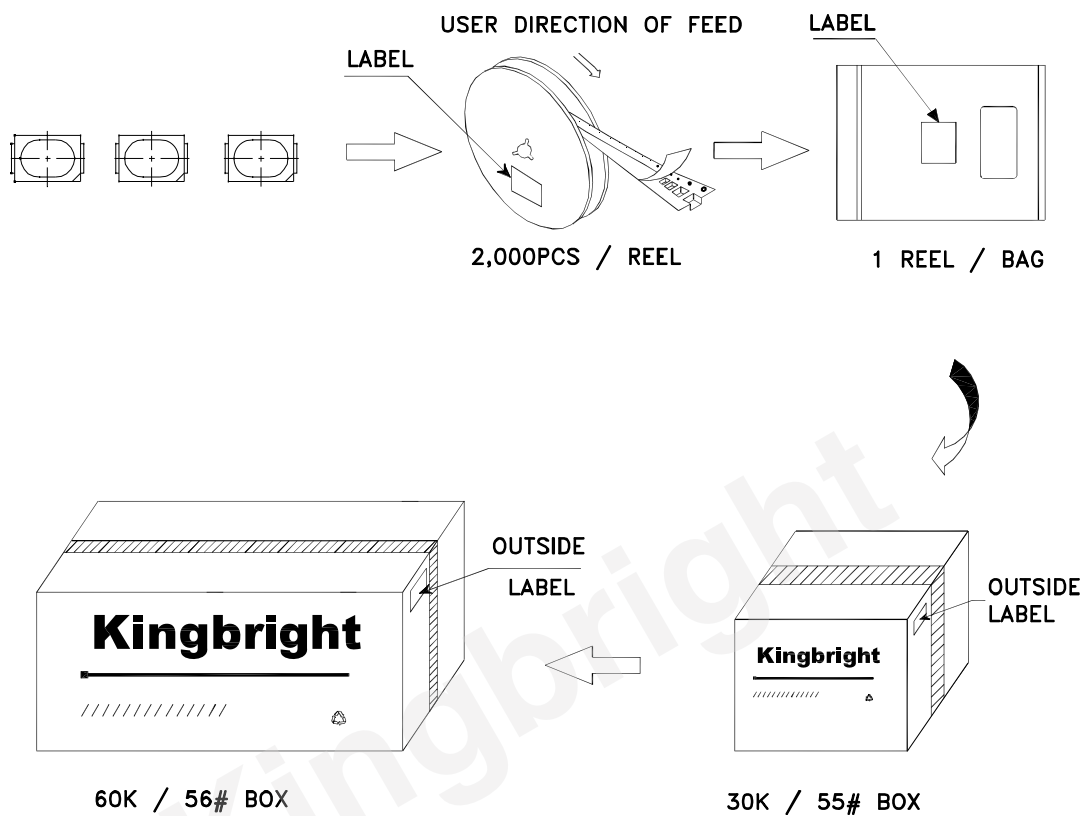 USER DIRECTION OF FEED
LABEL
LABEL
2,000PCS / REEL
1 REEL / BAG
OUTSIDE
LABEL
Kingbright
60K / 56# BOX
OUTSIDE
LABEL
Kingbright
30K / 55# BOX
Kingbright